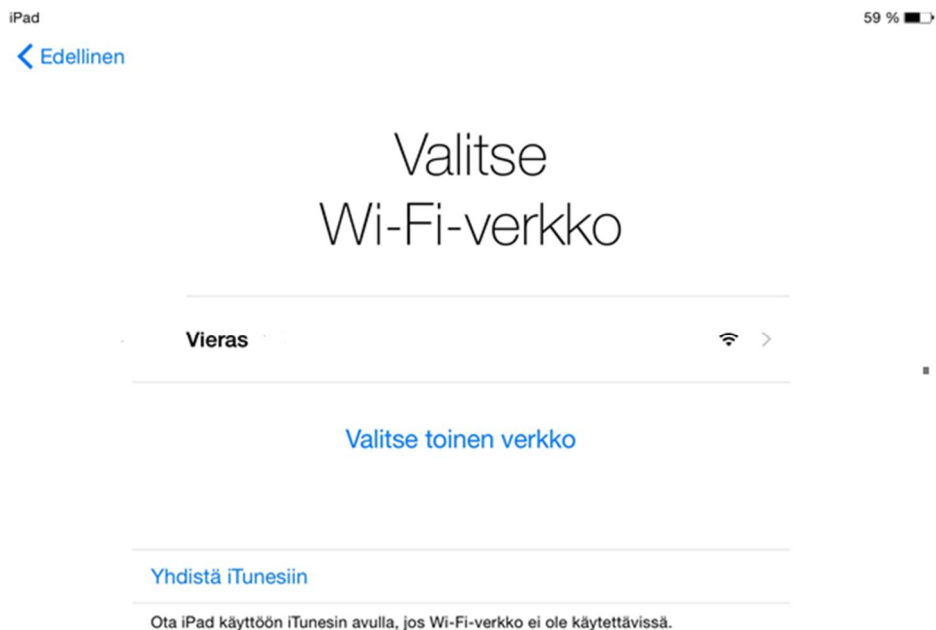 iPad
59 %
Edellinen
Valitse
Wi-Fi-verkko
Vieras
Valitse toinen verkko
Yhdistä iTunesiin
Ota iPad käyttöön iTunesin avulla, jos Wi-Fi-verkko ei ole käytettävissä.